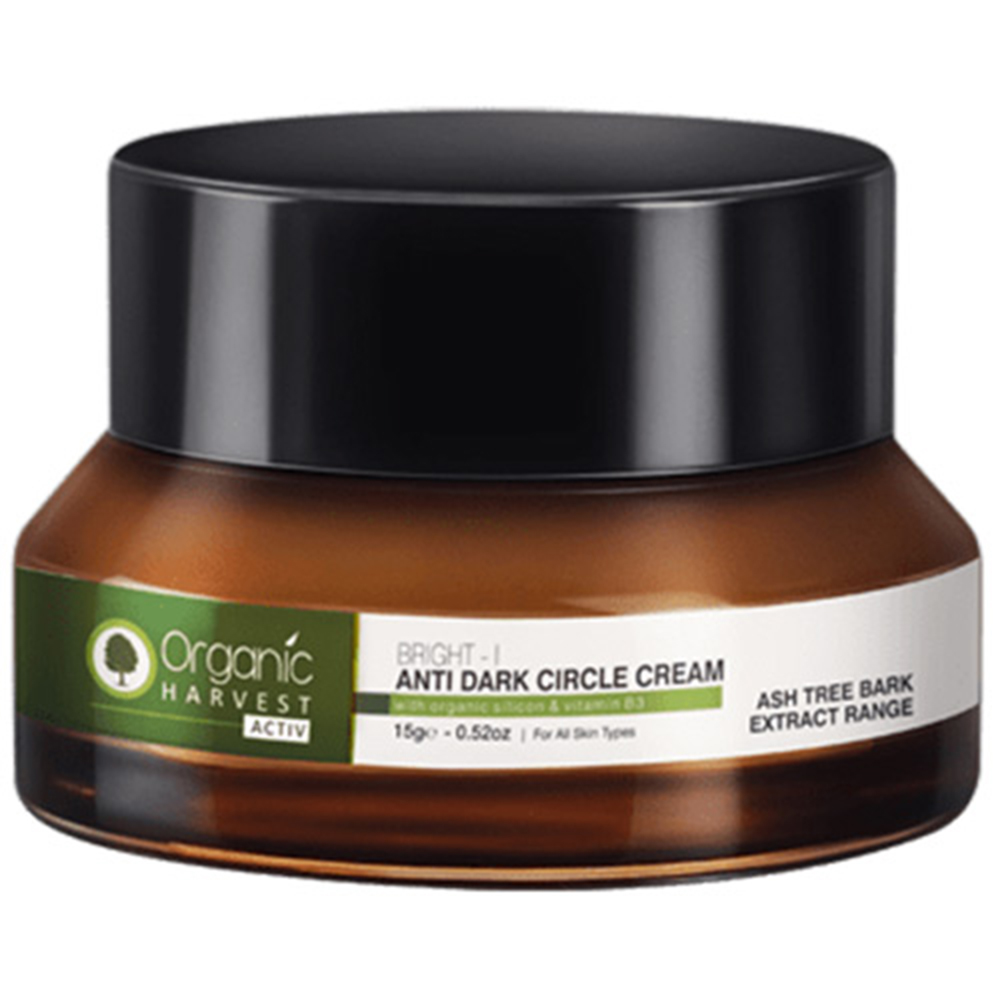 Organic
HARVEST
ACTIV
BRIGHT - I
ANTI DARK CIRCLE CREAM
with organic silicon & vitamin B3
15g℮ - 0.52oz | For All Skin Types
ASH TREE BARK
EXTRACT RANGE